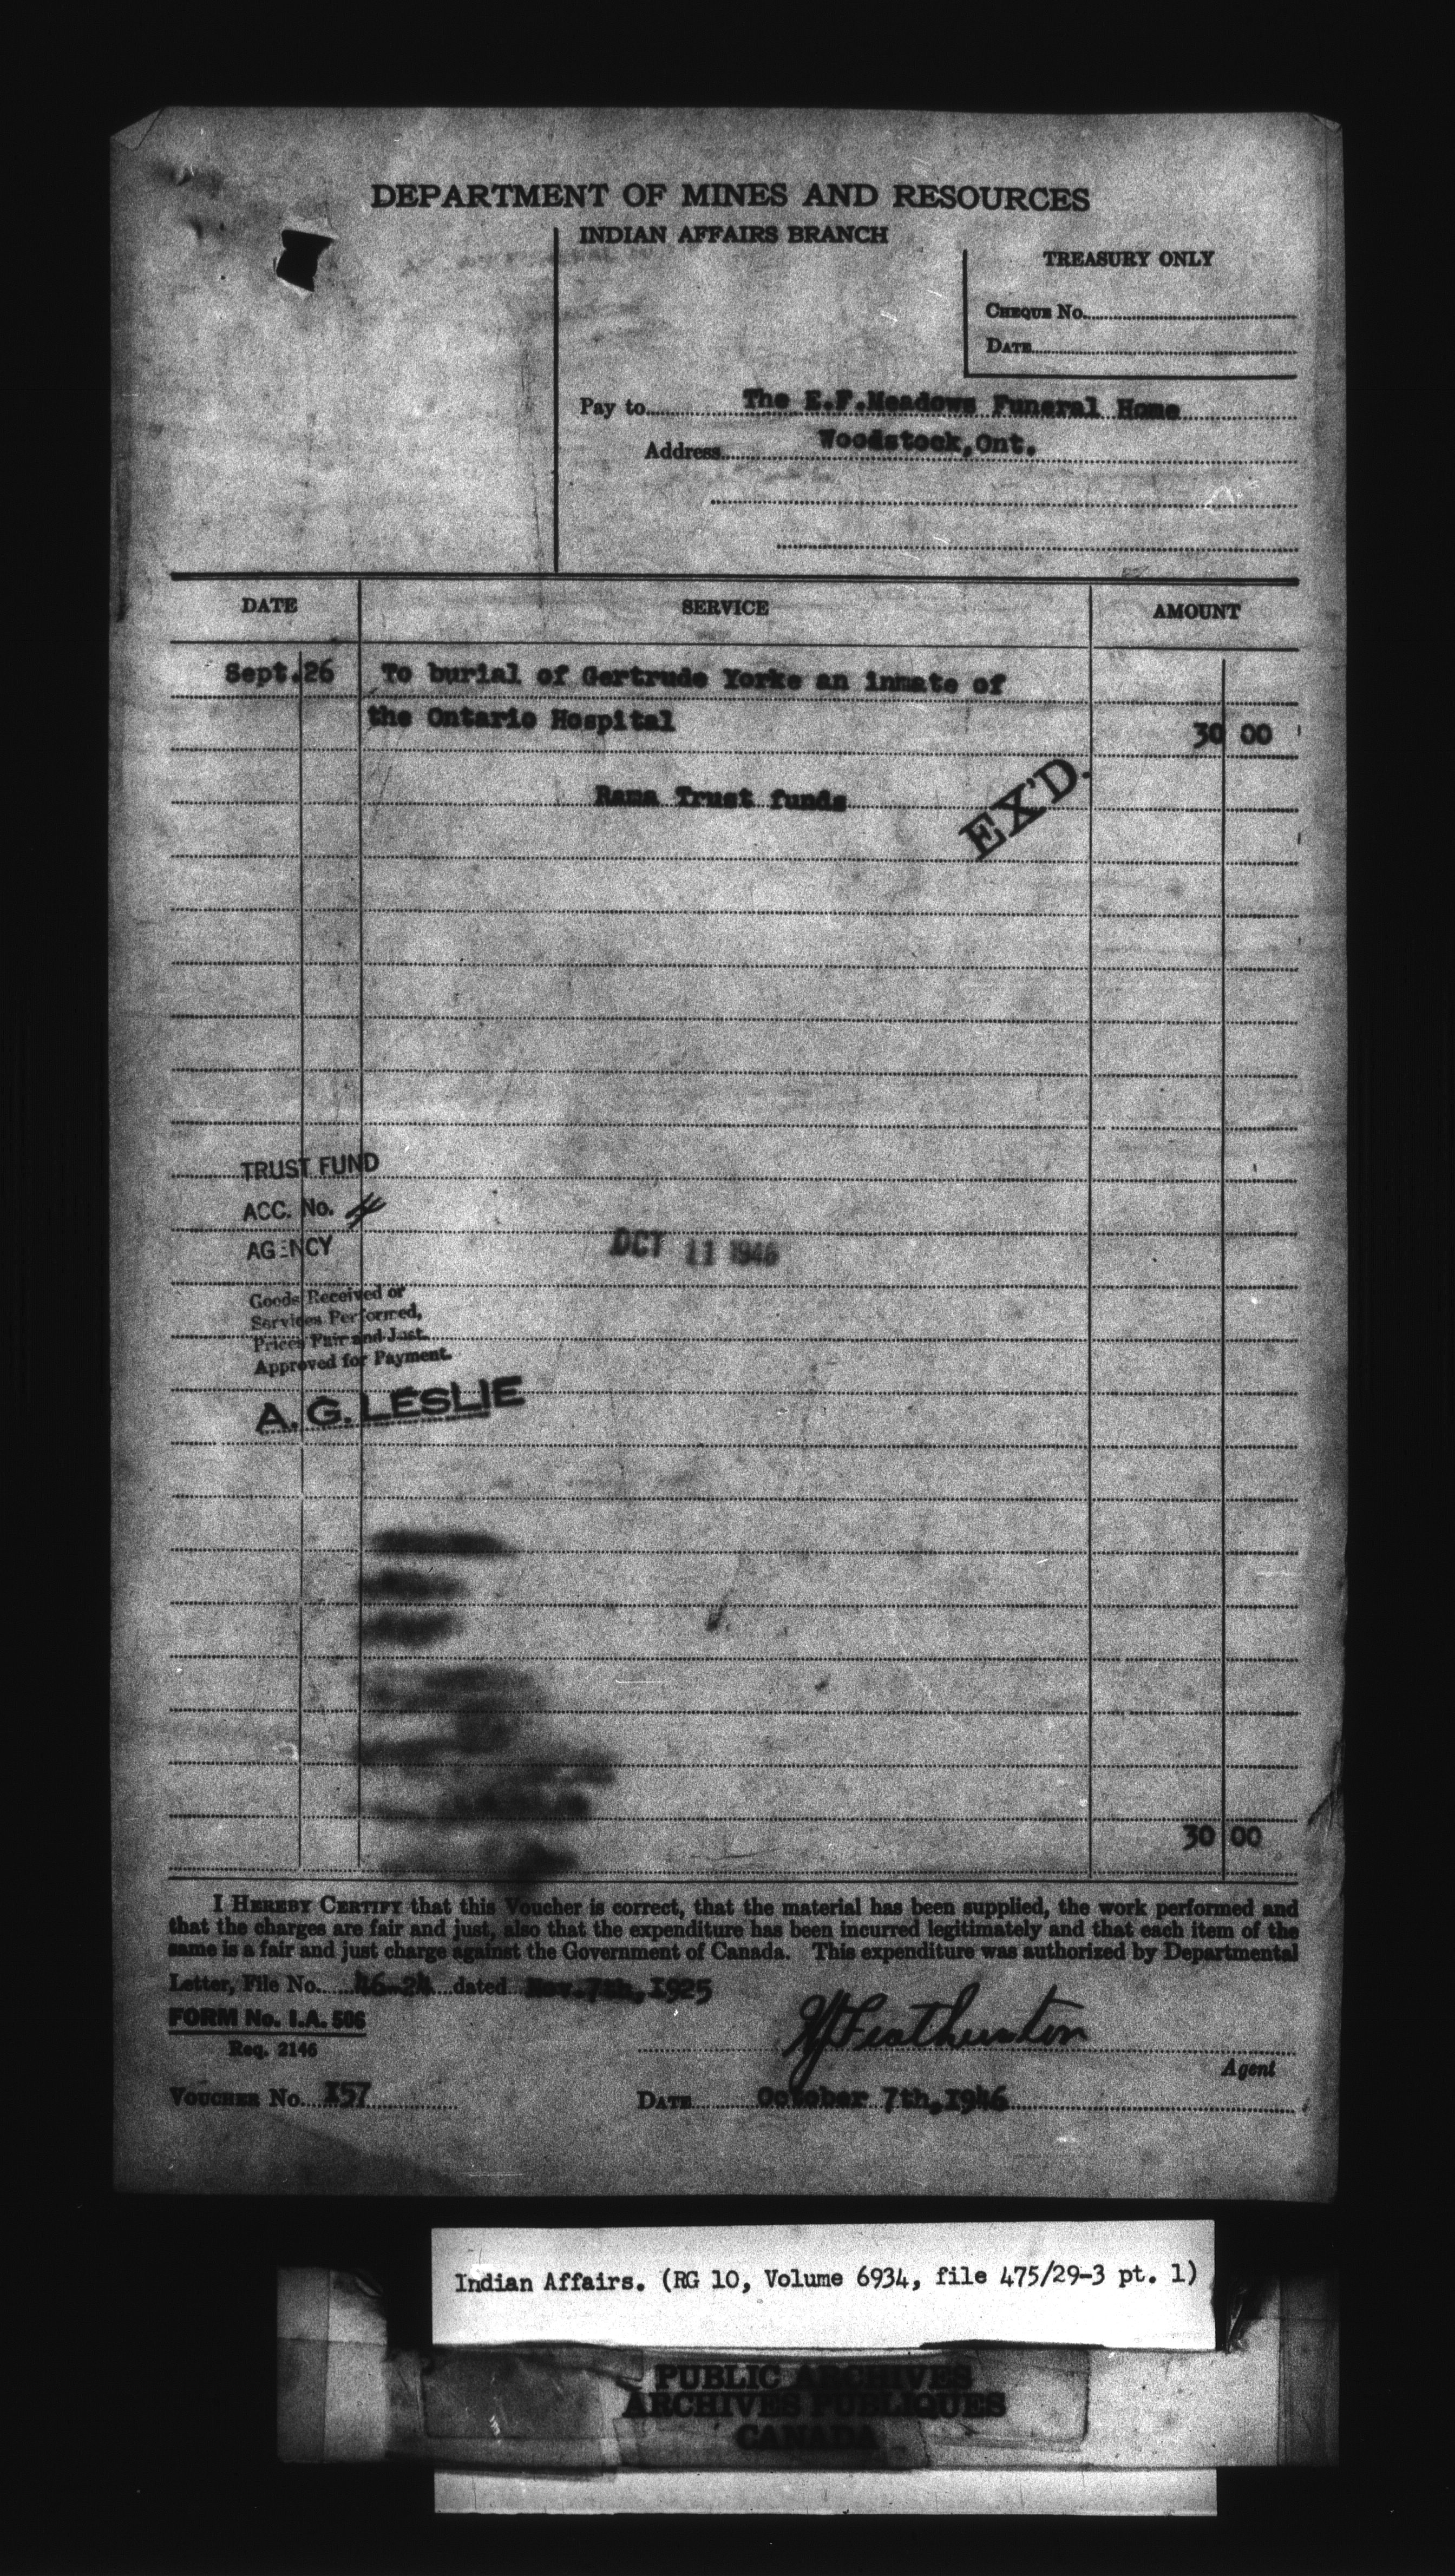 DEPARTMENT OF MINES AND RESOURCES
INDIAN AFFAIRS BRANCH
TREASURY ONLY
CHEQUE No.
DATE
Pay to The E.F.Meadows Funeral Home
Address Woodstock,Ont.
DATE SERVICE AMOUNT
Sept.26 To burial of Gertrude Yorke an inmate of
the Ontario Hospital 30 00
Rama Trust funds
EX'D.
TRUST FUND
ACC. No.
AGENCY
OCT 11 1946
Goods Received or
Services Performed,
Prices Fair and Just.
Approved for Payment.
A. G. LESLIE
30 00
I HEREBY CERTIFY that this Voucher is correct, that the material has been supplied, the work performed and
that the charges are fair and just, also that the expenditure has been incurred legitimately and that each item of the
same is a fair and just charge against the Government of Canada. This expenditure was authorized by Departmental
Letter, File No. 46-24 dated Nov.7th,I925
FORM No. I.A. 506
Req. 2146
Featherston
Agent
VOUCHER No. I57
DATE October 7th,I946
Indian Affairs. (RG 10, Volume 6934, file 475/29-3 pt. 1)
PUBLIC ARCHIVES
ARCHIVES PUBLIQUES
CANADA